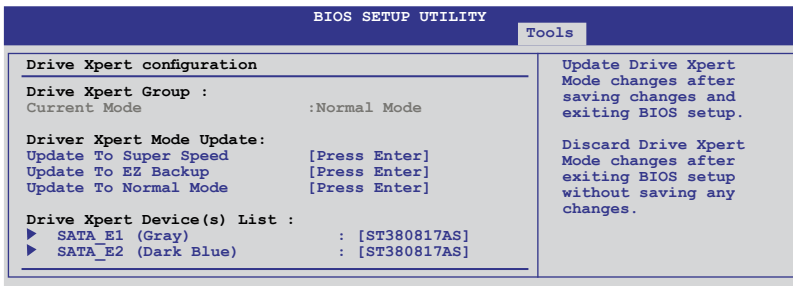 BIOS SETUP UTILITY
Tools
Drive Xpert configuration
Drive Xpert Group :
Current Mode :Normal Mode
Driver Xpert Mode Update:
Update To Super Speed [Press Enter]
Update To EZ Backup [Press Enter]
Update To Normal Mode [Press Enter]
Drive Xpert Device(s) List :
SATA_E1 (Gray) : [ST380817AS]
SATA_E2 (Dark Blue) : [ST380817AS]
Update Drive Xpert
Mode changes after
saving changes and
exiting BIOS setup.
Discard Drive Xpert
Mode changes after
exiting BIOS setup
without saving any
changes.